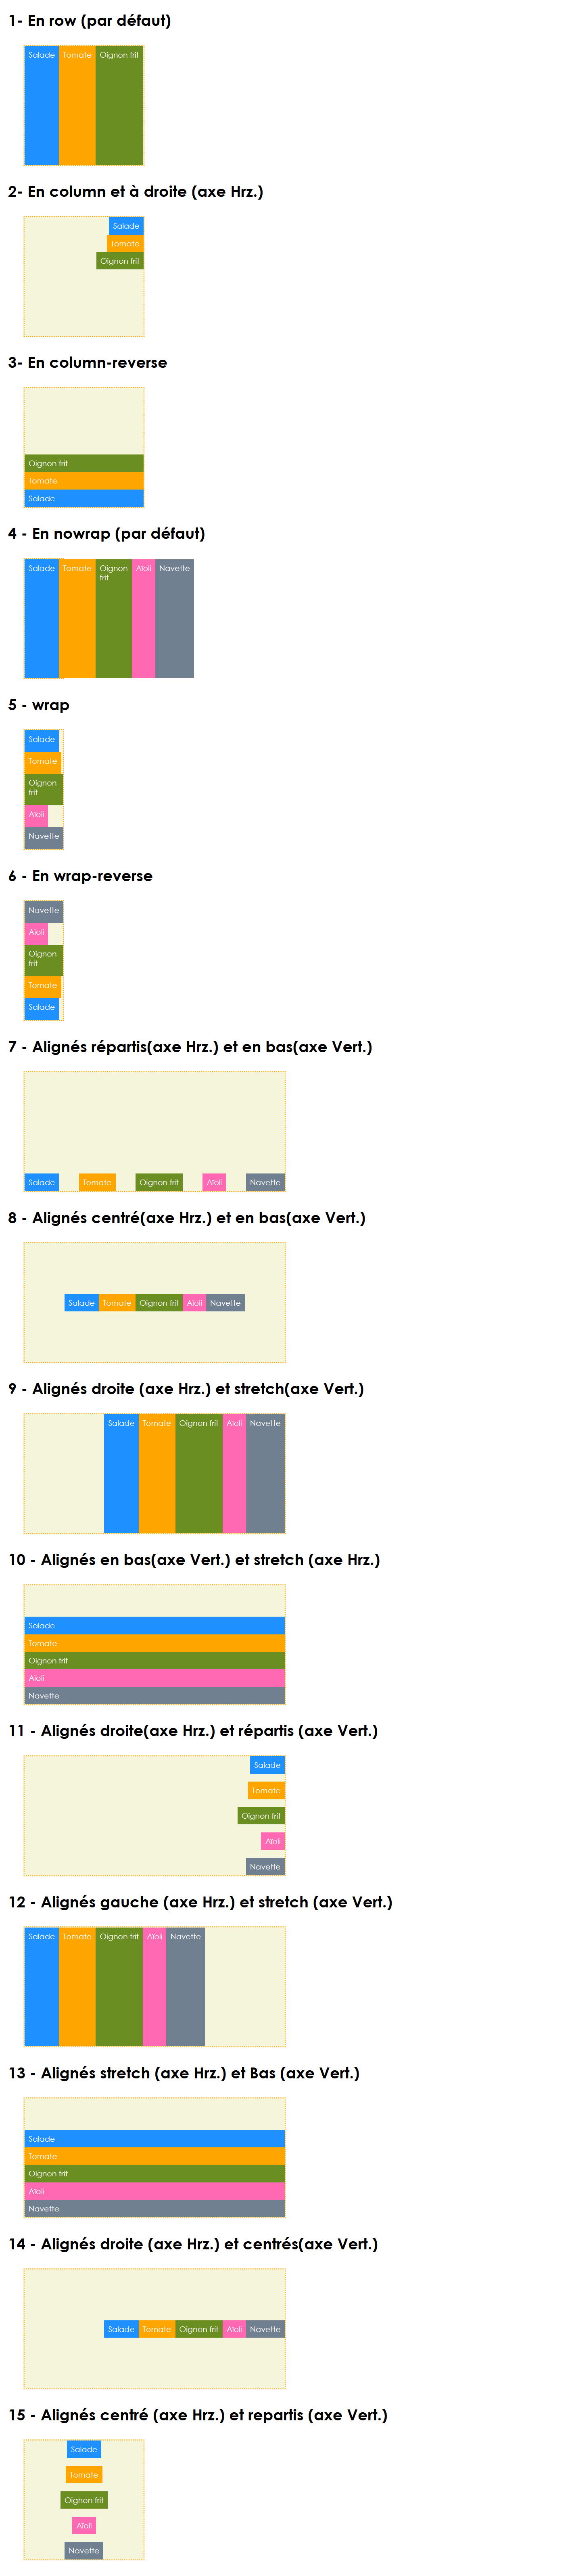 1- En row (par défaut)
Salade Tomate Oignon frit
2- En column et à droite (axe Hrz.)
Salade
Tomate
Oignon frit
3- En column-reverse
Oignon frit
Tomate
Salade
4 - En nowrap (par défaut)
Salade Tomate Oignon Aïoli Navette
frit
5 - wrap
Salade
Tomate
Oignon
frit
Aïoli
Navette
6 - En wrap-reverse
Navette
Aïoli
Oignon
frit
Tomate
Salade
7 - Alignés répartis(axe Hrz.) et en bas(axe Vert.)
Salade Tomate Oignon frit Aïoli Navette
8 - Alignés centré(axe Hrz.) et en bas(axe Vert.)
Salade Tomate Oignon frit Aïoli Navette
9 - Alignés droite (axe Hrz.) et stretch(axe Vert.)
Salade Tomate Oignon frit Aïoli Navette
10 - Alignés en bas(axe Vert.) et stretch (axe Hrz.)
Salade
Tomate
Oignon frit
Aïoli
Navette
11 - Alignés droite(axe Hrz.) et répartis (axe Vert.)
Salade
Tomate
Oignon frit
Aïoli
Navette
12 - Alignés gauche (axe Hrz.) et stretch (axe Vert.)
Salade Tomate Oignon frit Aïoli Navette
13 - Alignés stretch (axe Hrz.) et Bas (axe Vert.)
Salade
Tomate
Oignon frit
Aïoli
Navette
14 - Alignés droite (axe Hrz.) et centrés(axe Vert.)
Salade Tomate Oignon frit Aïoli Navette
15 - Alignés centré (axe Hrz.) et repartis (axe Vert.)
Salade
Tomate
Oignon frit
Aïoli
Navette